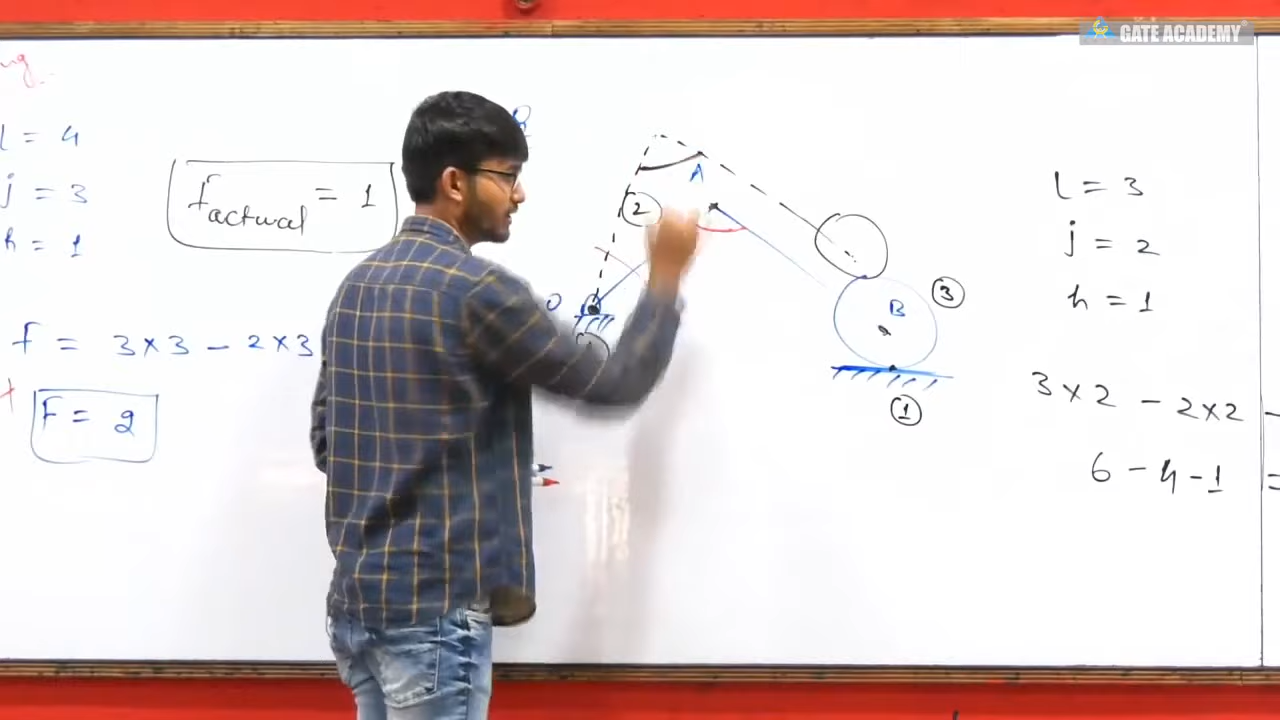 GATE ACADEMY
ng.
l = 4
j = 3
h = 1
factual = 1
f = 3 × 3 - 2 × 3
F = 2
A
2
O
B
3
1
l = 3
j = 2
h = 1
3 × 2 - 2 × 2 -
6 - 4 - 1 =